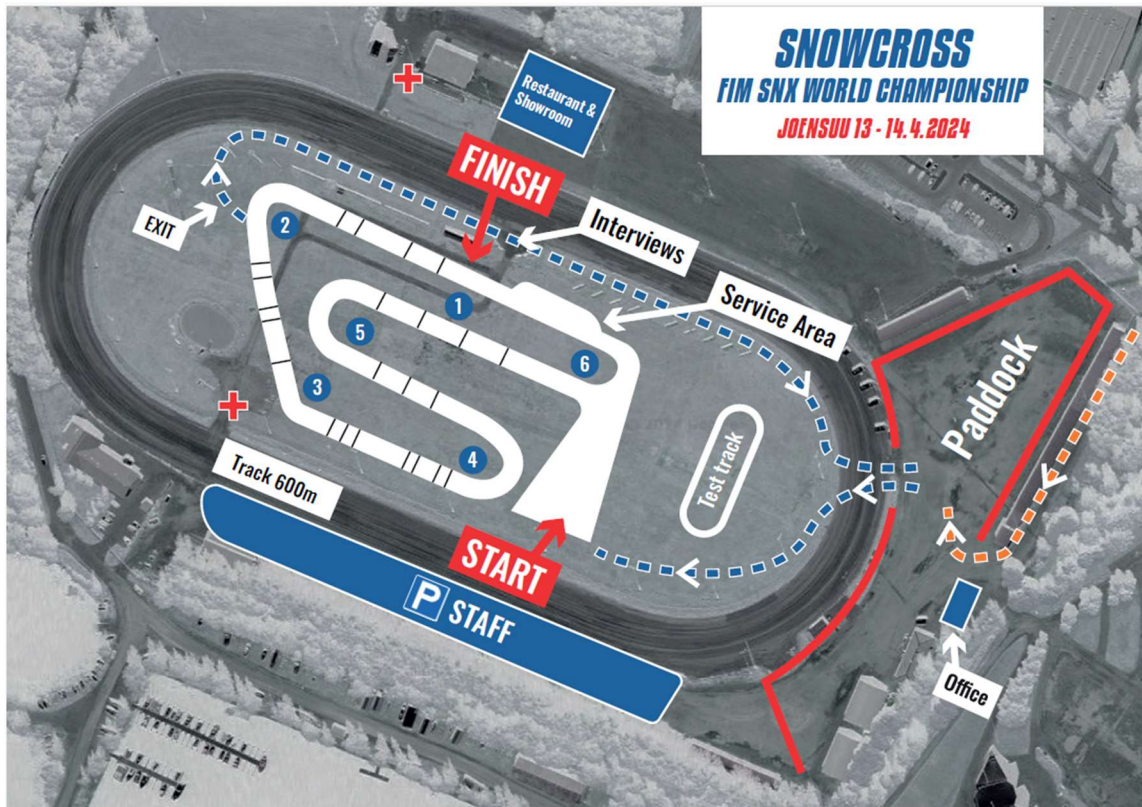 SNOWCROSS
FIM SNX WORLD CHAMPIONSHIP
JOENSUU 13 - 14.4.2024
Restaurant &
Showroom
FINISH
Interviews
EXIT
2
Service Area
1
5
6
Paddock
3
Test track
4
Track 600m
START
P STAFF
Office